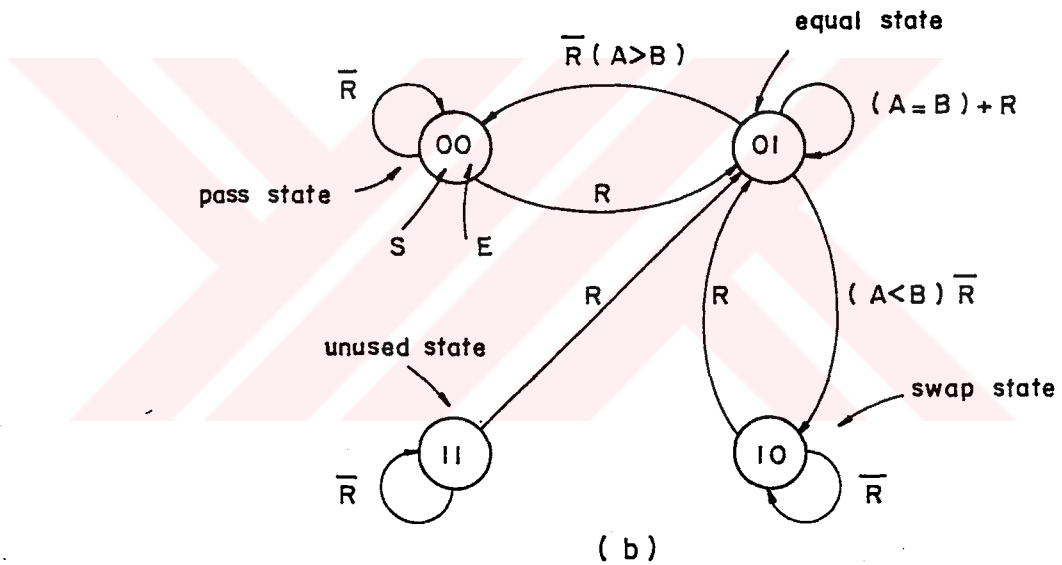 equal state
R̅ (A>B)
R̅
(A=B)+R
00
01
pass state
R
S
E
R
R
(A<B) R̅
unused state
swap state
11
10
R̅
R̅
(b)